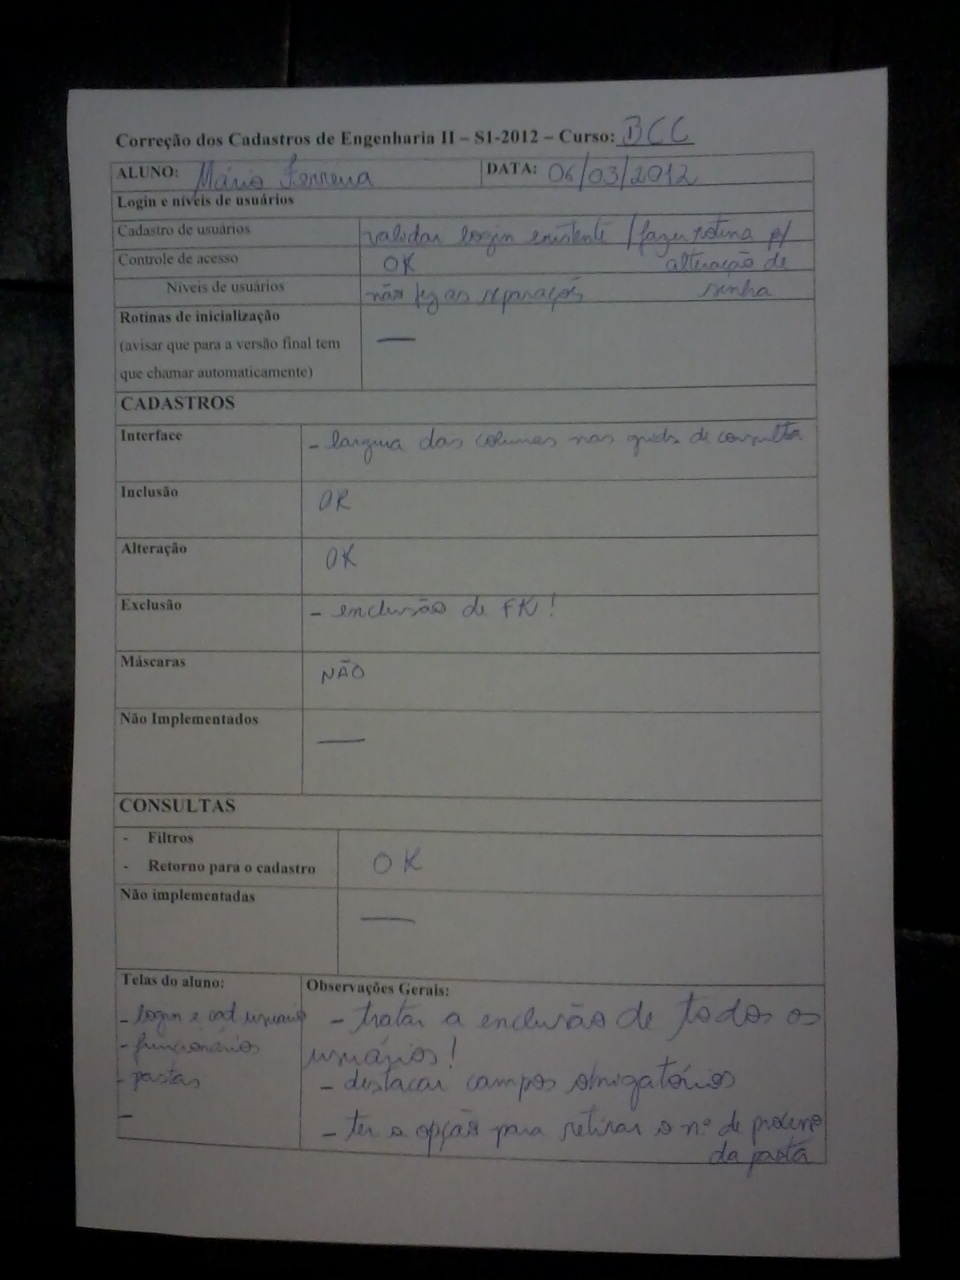 Correção dos Cadastros de Engenharia II – S1-2012 – Curso: BCC
ALUNO: Mário Ferreira DATA: 06/03/2012
Login e níveis de usuários
Cadastro de usuários validar login existente / fazer rotina p/
Controle de acesso OK alteração de
Níveis de usuários não fez as separações senha
Rotinas de inicialização —
(avisar que para a versão final tem
que chamar automaticamente)
CADASTROS
Interface - largura das colunas nas grids de consulta
Inclusão OK
Alteração OK
Exclusão - exclusão de FK!
Máscaras NÃO
Não Implementados —
CONSULTAS
- Filtros
- Retorno para o cadastro OK
Não implementadas —
Telas do aluno:
- login e cad usuario
- funcionários
- pastas
-
Observações Gerais:
- tratar a exclusão de todos os
usuários!
- destacar campos obrigatórios
- ter a opção para retirar o nº de processo
da pasta